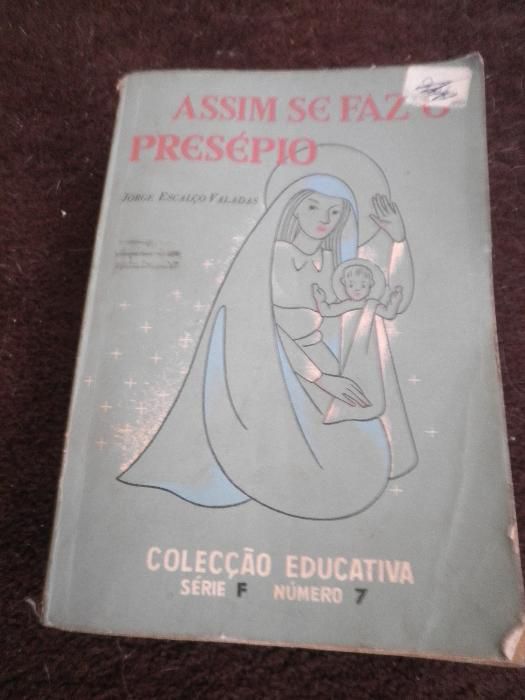 ASSIM SE FAZ O
PRESÉPIO
JORGE ESCALÇO VALADAS
COLECÇÃO EDUCATIVA
SÉRIE F NÚMERO 7